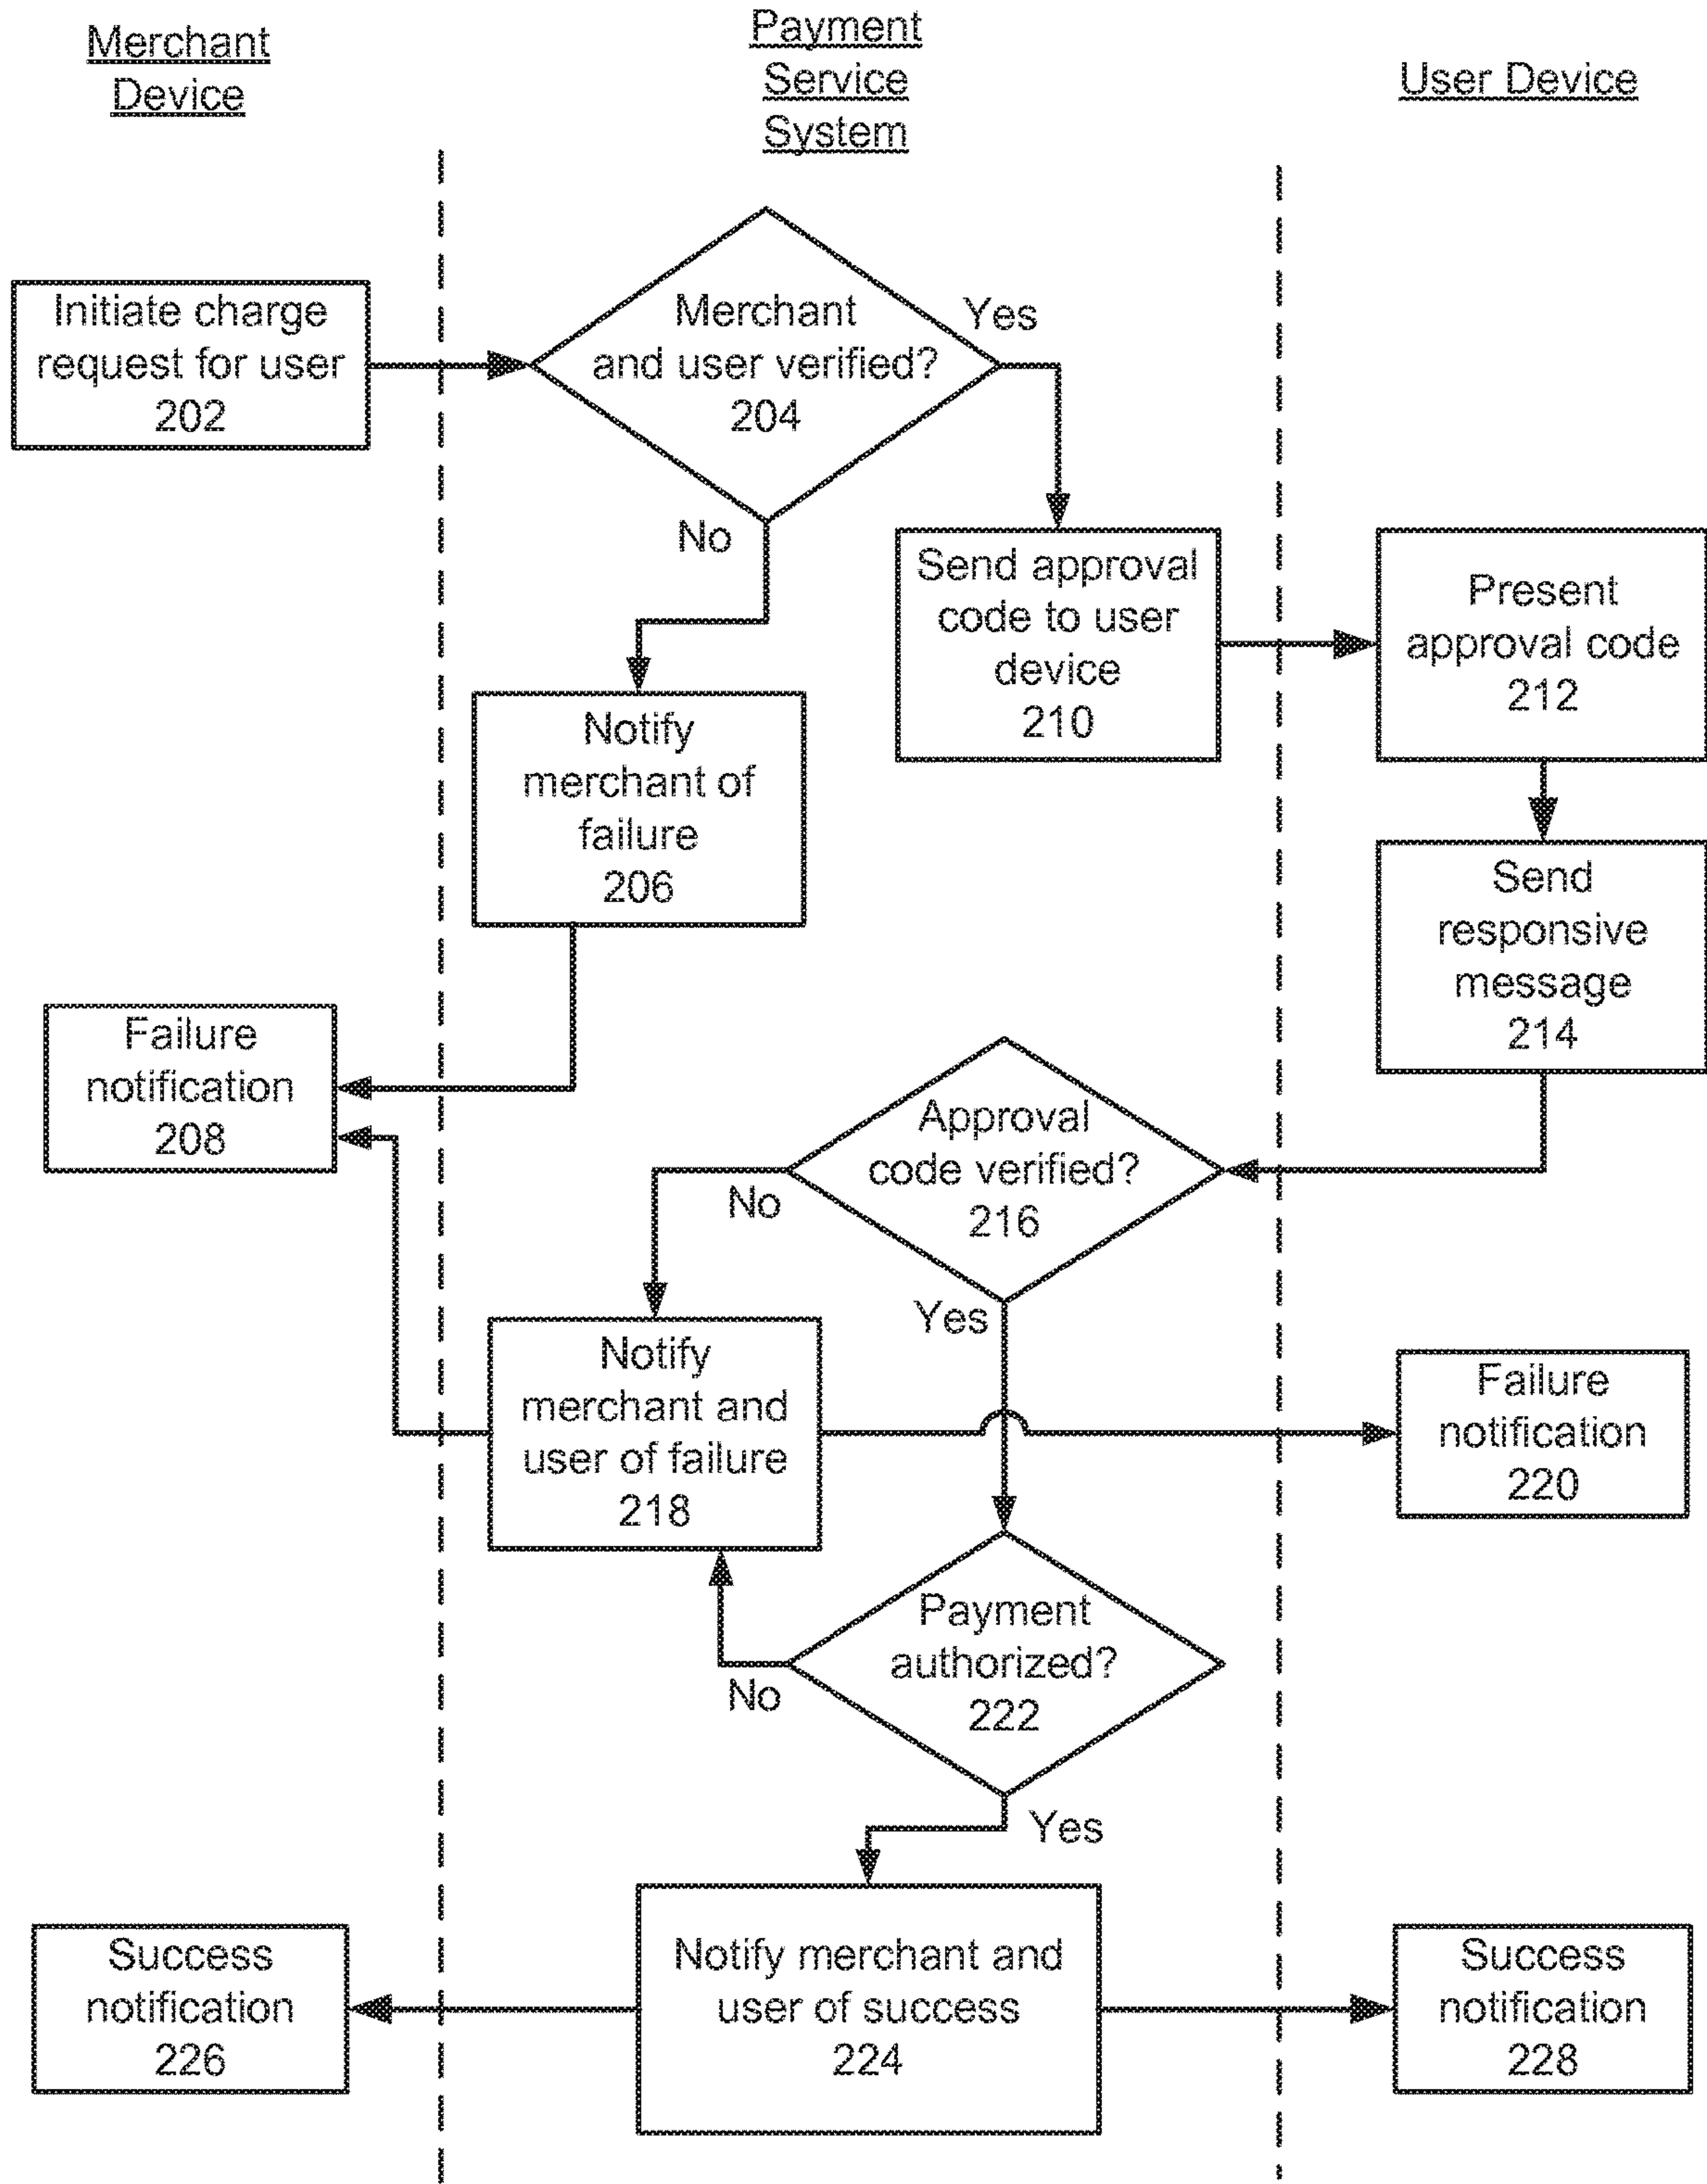 Merchant
Device
Payment
Service
System
User Device
Initiate charge
request for user
202
Merchant
and user verified?
204
Yes
No
Send approval
code to user
device
210
Present
approval code
212
Notify
merchant of
failure
206
Send
responsive
message
214
Failure
notification
208
Approval
code verified?
216
No
Yes
Notify
merchant and
user of failure
218
Failure
notification
220
Payment
authorized?
222
No
Yes
Success
notification
226
Notify merchant and
user of success
224
Success
notification
228